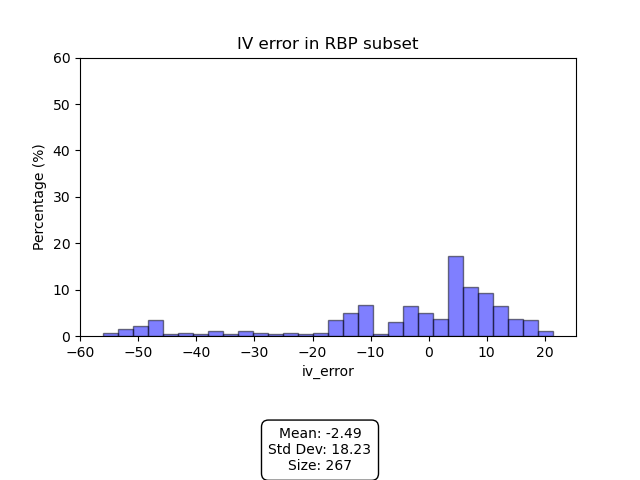 IV error in RBP subset
60
50
40
30
20
10
0
Percentage (%)
−60 −50 −40 −30 −20 −10 0 10 20
iv_error
Mean: -2.49
Std Dev: 18.23
Size: 267